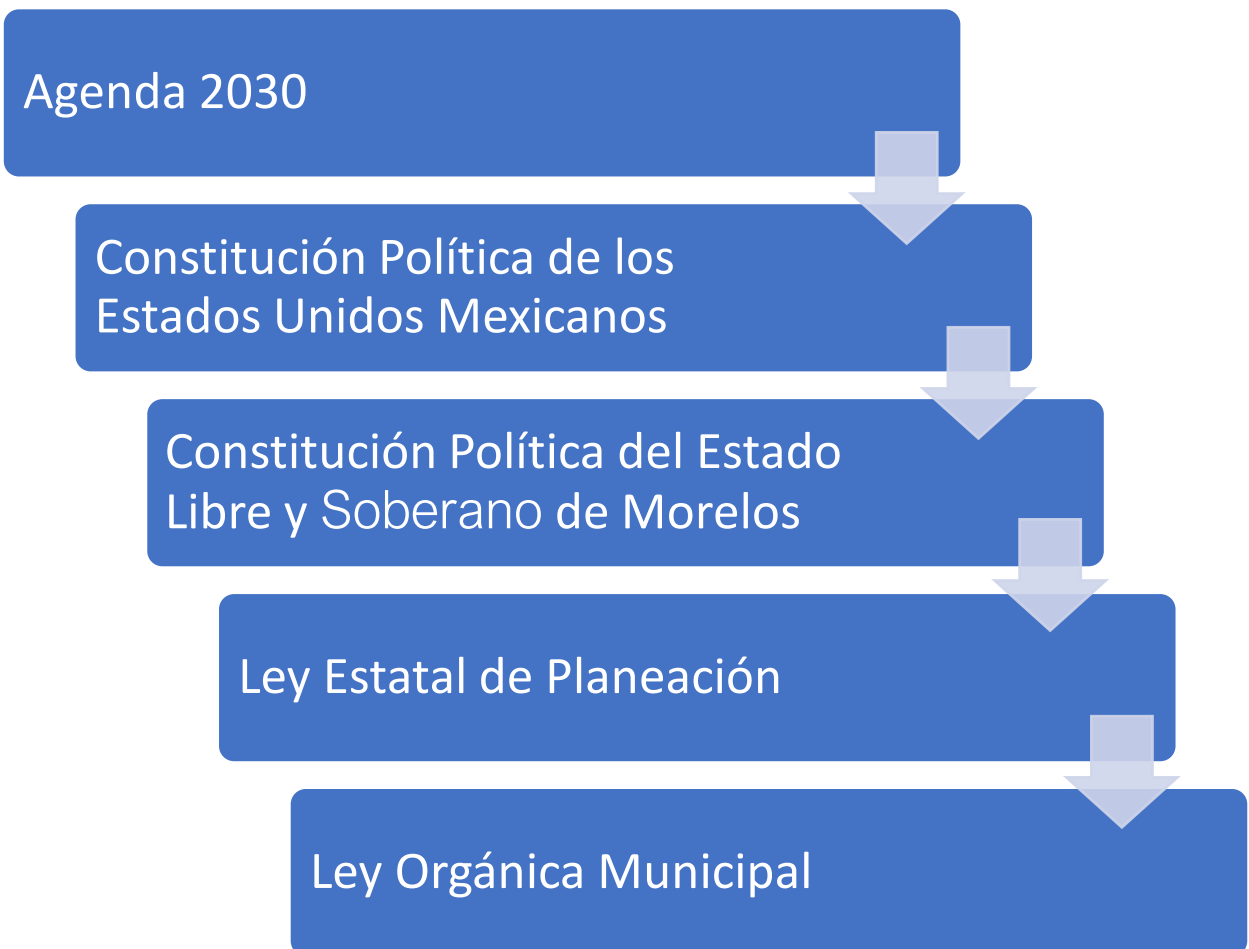 Agenda 2030
Constitución Política de los
Estados Unidos Mexicanos
Constitución Política del Estado
Libre y Soberano de Morelos
Ley Estatal de Planeación
Ley Orgánica Municipal